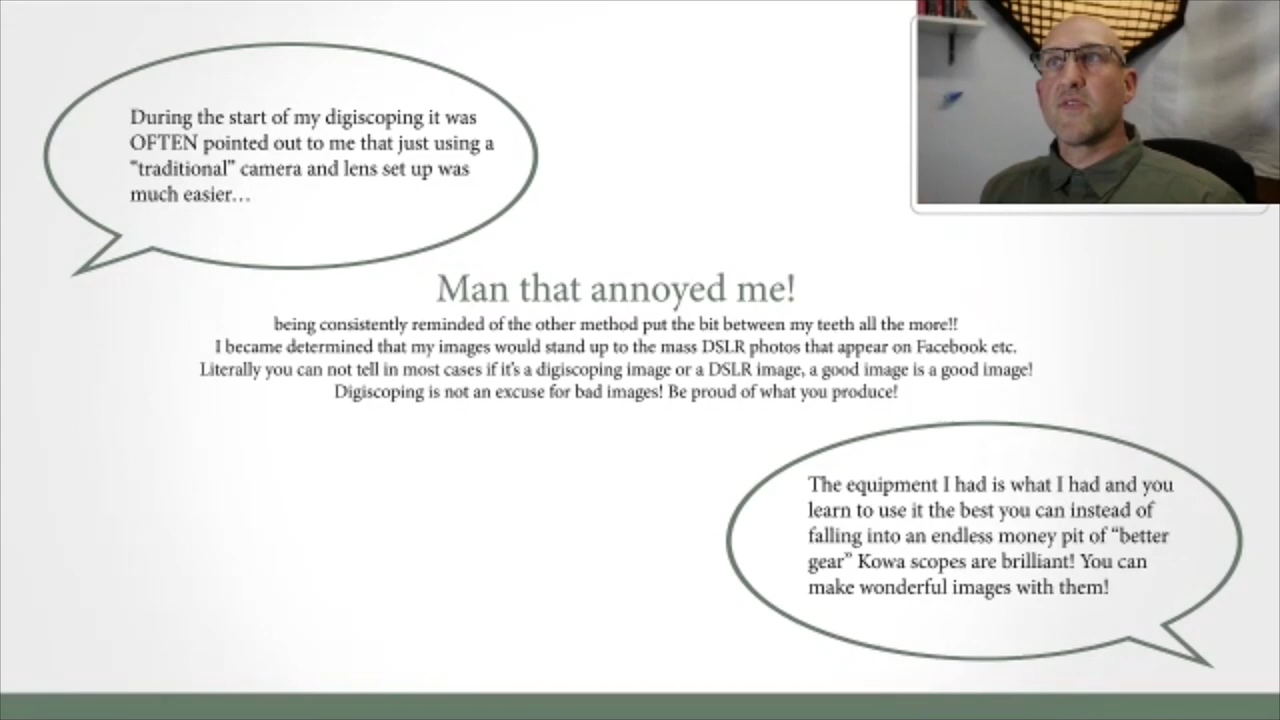 During the start of my digiscoping it was
OFTEN pointed out to me that just using a
“traditional” camera and lens set up was
much easier…
Man that annoyed me!
being consistently reminded of the other method put the bit between my teeth all the more!!
I became determined that my images would stand up to the mass DSLR photos that appear on Facebook etc.
Literally you can not tell in most cases if it's a digiscoping image or a DSLR image, a good image is a good image!
Digiscoping is not an excuse for bad images! Be proud of what you produce!
The equipment I had is what I had and you
learn to use it the best you can instead of
falling into an endless money pit of “better
gear” Kowa scopes are brilliant! You can
make wonderful images with them!